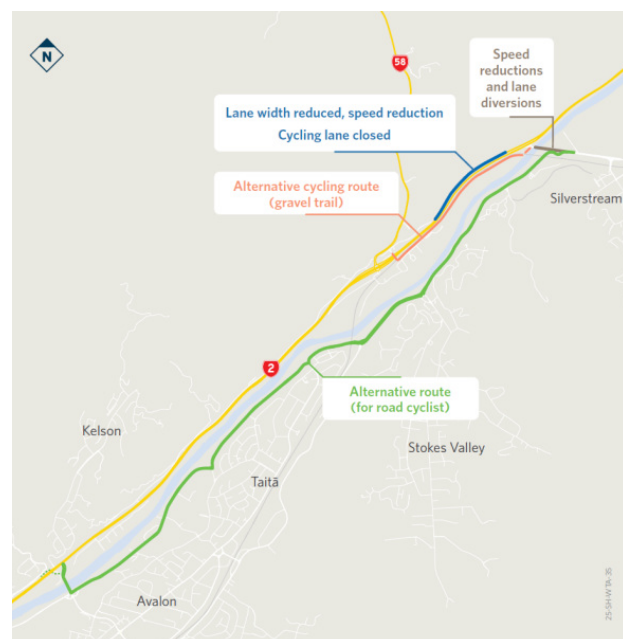 N
58
Speed
reductions
and lane
diversions
Lane width reduced, speed reduction
Cycling lane closed
Alternative cycling route
(gravel trail)
Silverstream
2
Alternative route
(for road cyclist)
Kelson
Stokes Valley
Taitā
Avalon
25-SH-WTA-35